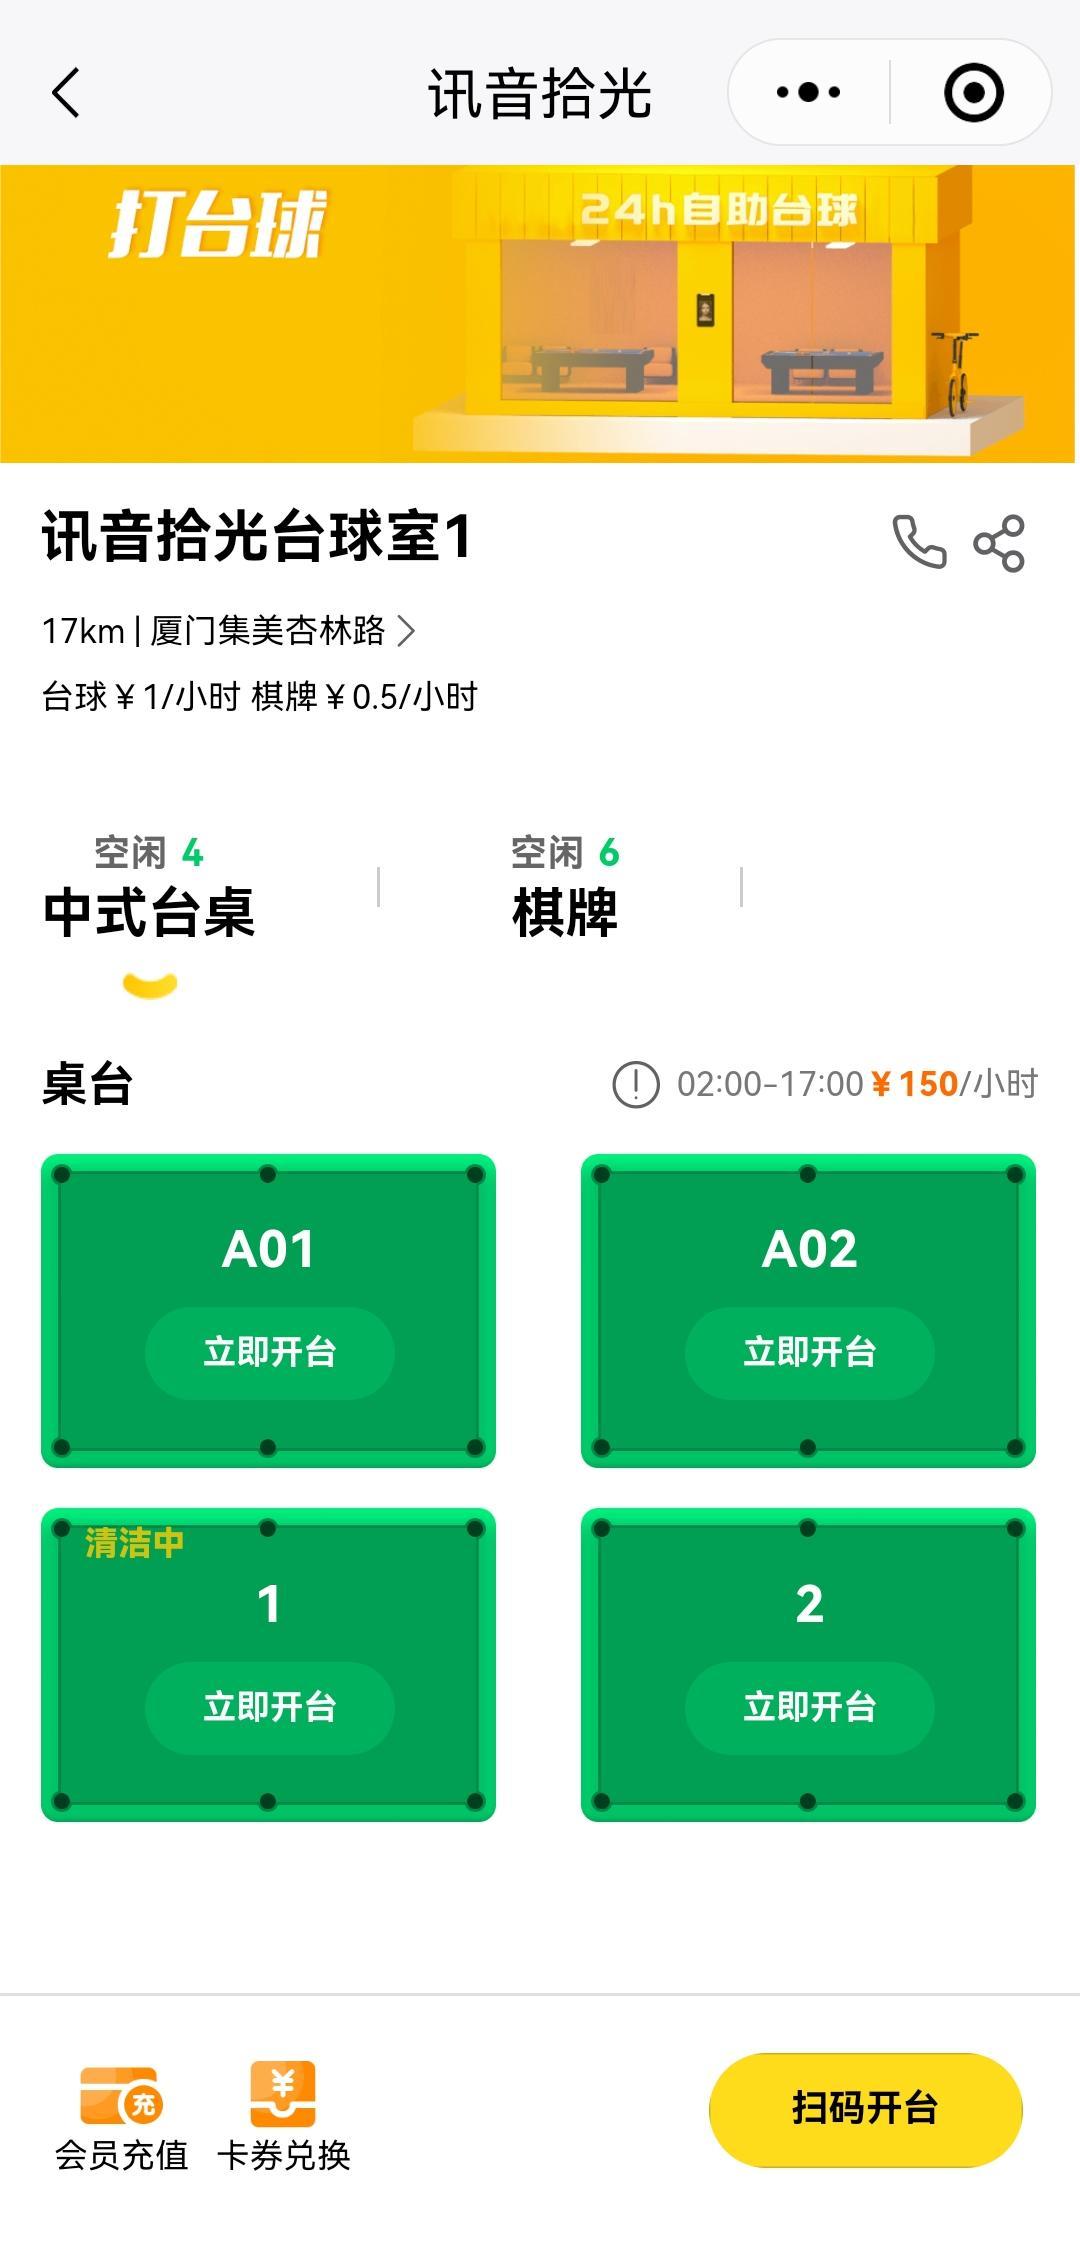 讯音拾光
打台球
24h自助台球
讯音拾光台球室1
17km | 厦门集美杏林路
台球¥1/小时 棋牌¥0.5/小时
空闲 4
中式台桌
空闲 6
棋牌
桌台
02:00-17:00 ¥150/小时
A01
立即开台
A02
立即开台
清洁中
1
立即开台
2
立即开台
充
会员充值
¥
卡券兑换
扫码开台